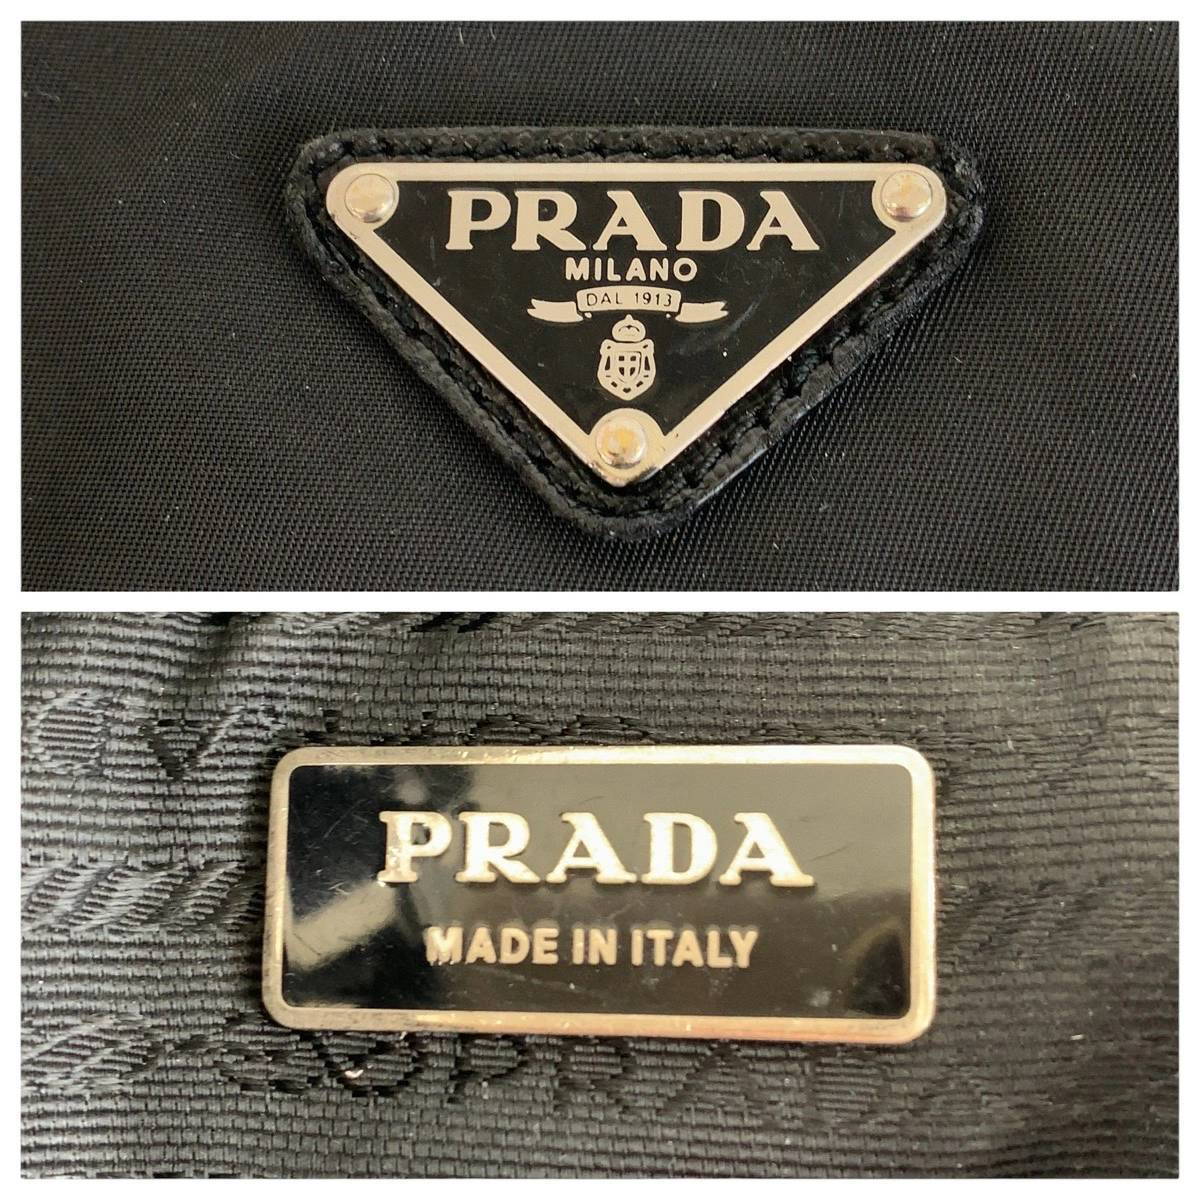 PRADA
MILANO
DAL 1913
PRADA
MADE IN ITALY